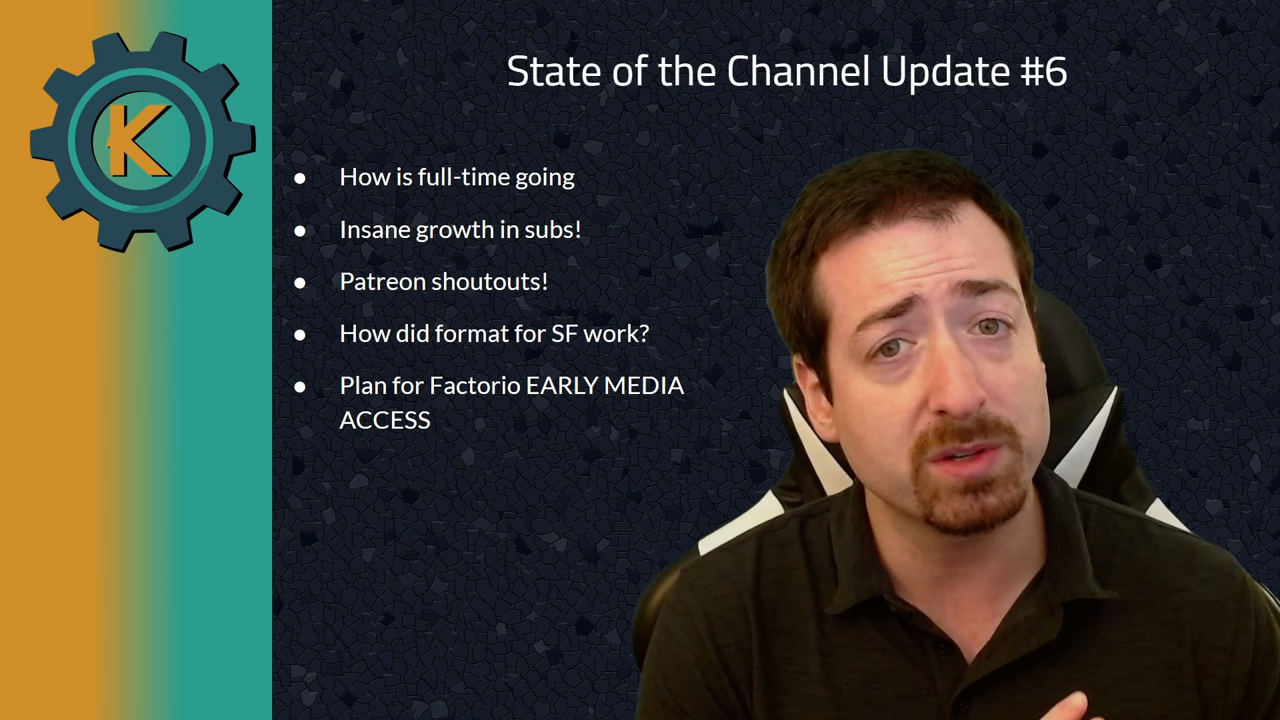 K
State of the Channel Update #6
● How is full-time going
● Insane growth in subs!
● Patreon shoutouts!
● How did format for SF work?
● Plan for Factorio EARLY MEDIA
ACCESS